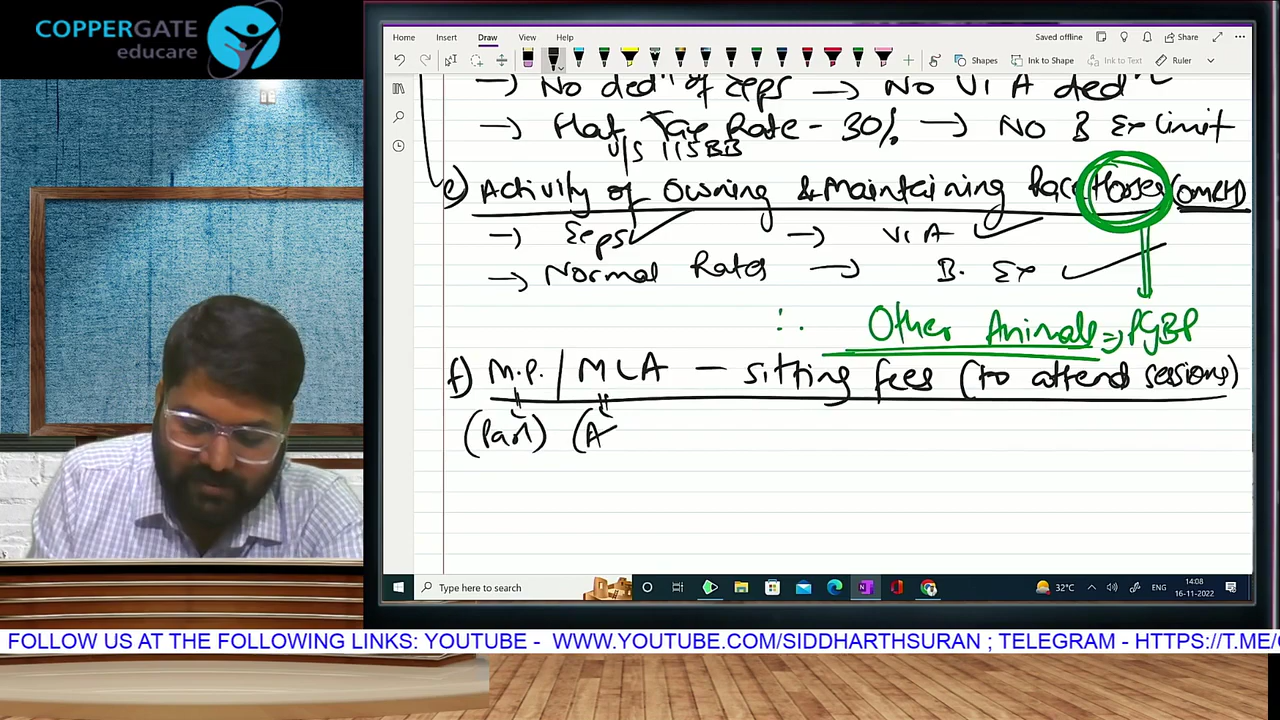 COPPERGATE
educare
Home Insert Draw View Help
Saved offline Share
Shapes Ink to Shape Ink to Text Ruler
→ No dedⁿ of Exps → No VI A dedⁿ
→ Flat Tax Rate - 30% → No B Ex limit
u/s 115BB
e) Activity of Owning & Maintaining Race Horses (OMRH)
→ Exps ✓ → VI A ✓
→ Normal Rates → B. Ex ✓
∴ Other Animals ⇒ PGBP
f) M.P. / MLA - sitting fees (to attend sessions)
(Parl) (A
Type here to search
32°C ENG 14:08
16-11-2022
FOLLOW US AT THE FOLLOWING LINKS: YOUTUBE - WWW.YOUTUBE.COM/SIDDHARTHSURAN ; TELEGRAM - HTTPS://T.ME/